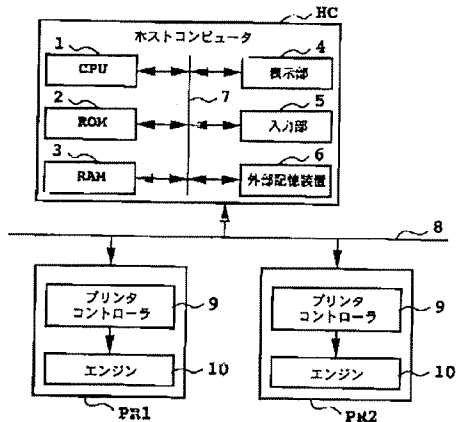 HC
ホストコンピュータ
1
CPU
4
表示部
2
ROM
7
5
入力部
3
RAM
6
外部記憶装置
8
プリンタ
コントローラ
9
エンジン
10
PR1
プリンタ
コントローラ
9
エンジン
10
PR2